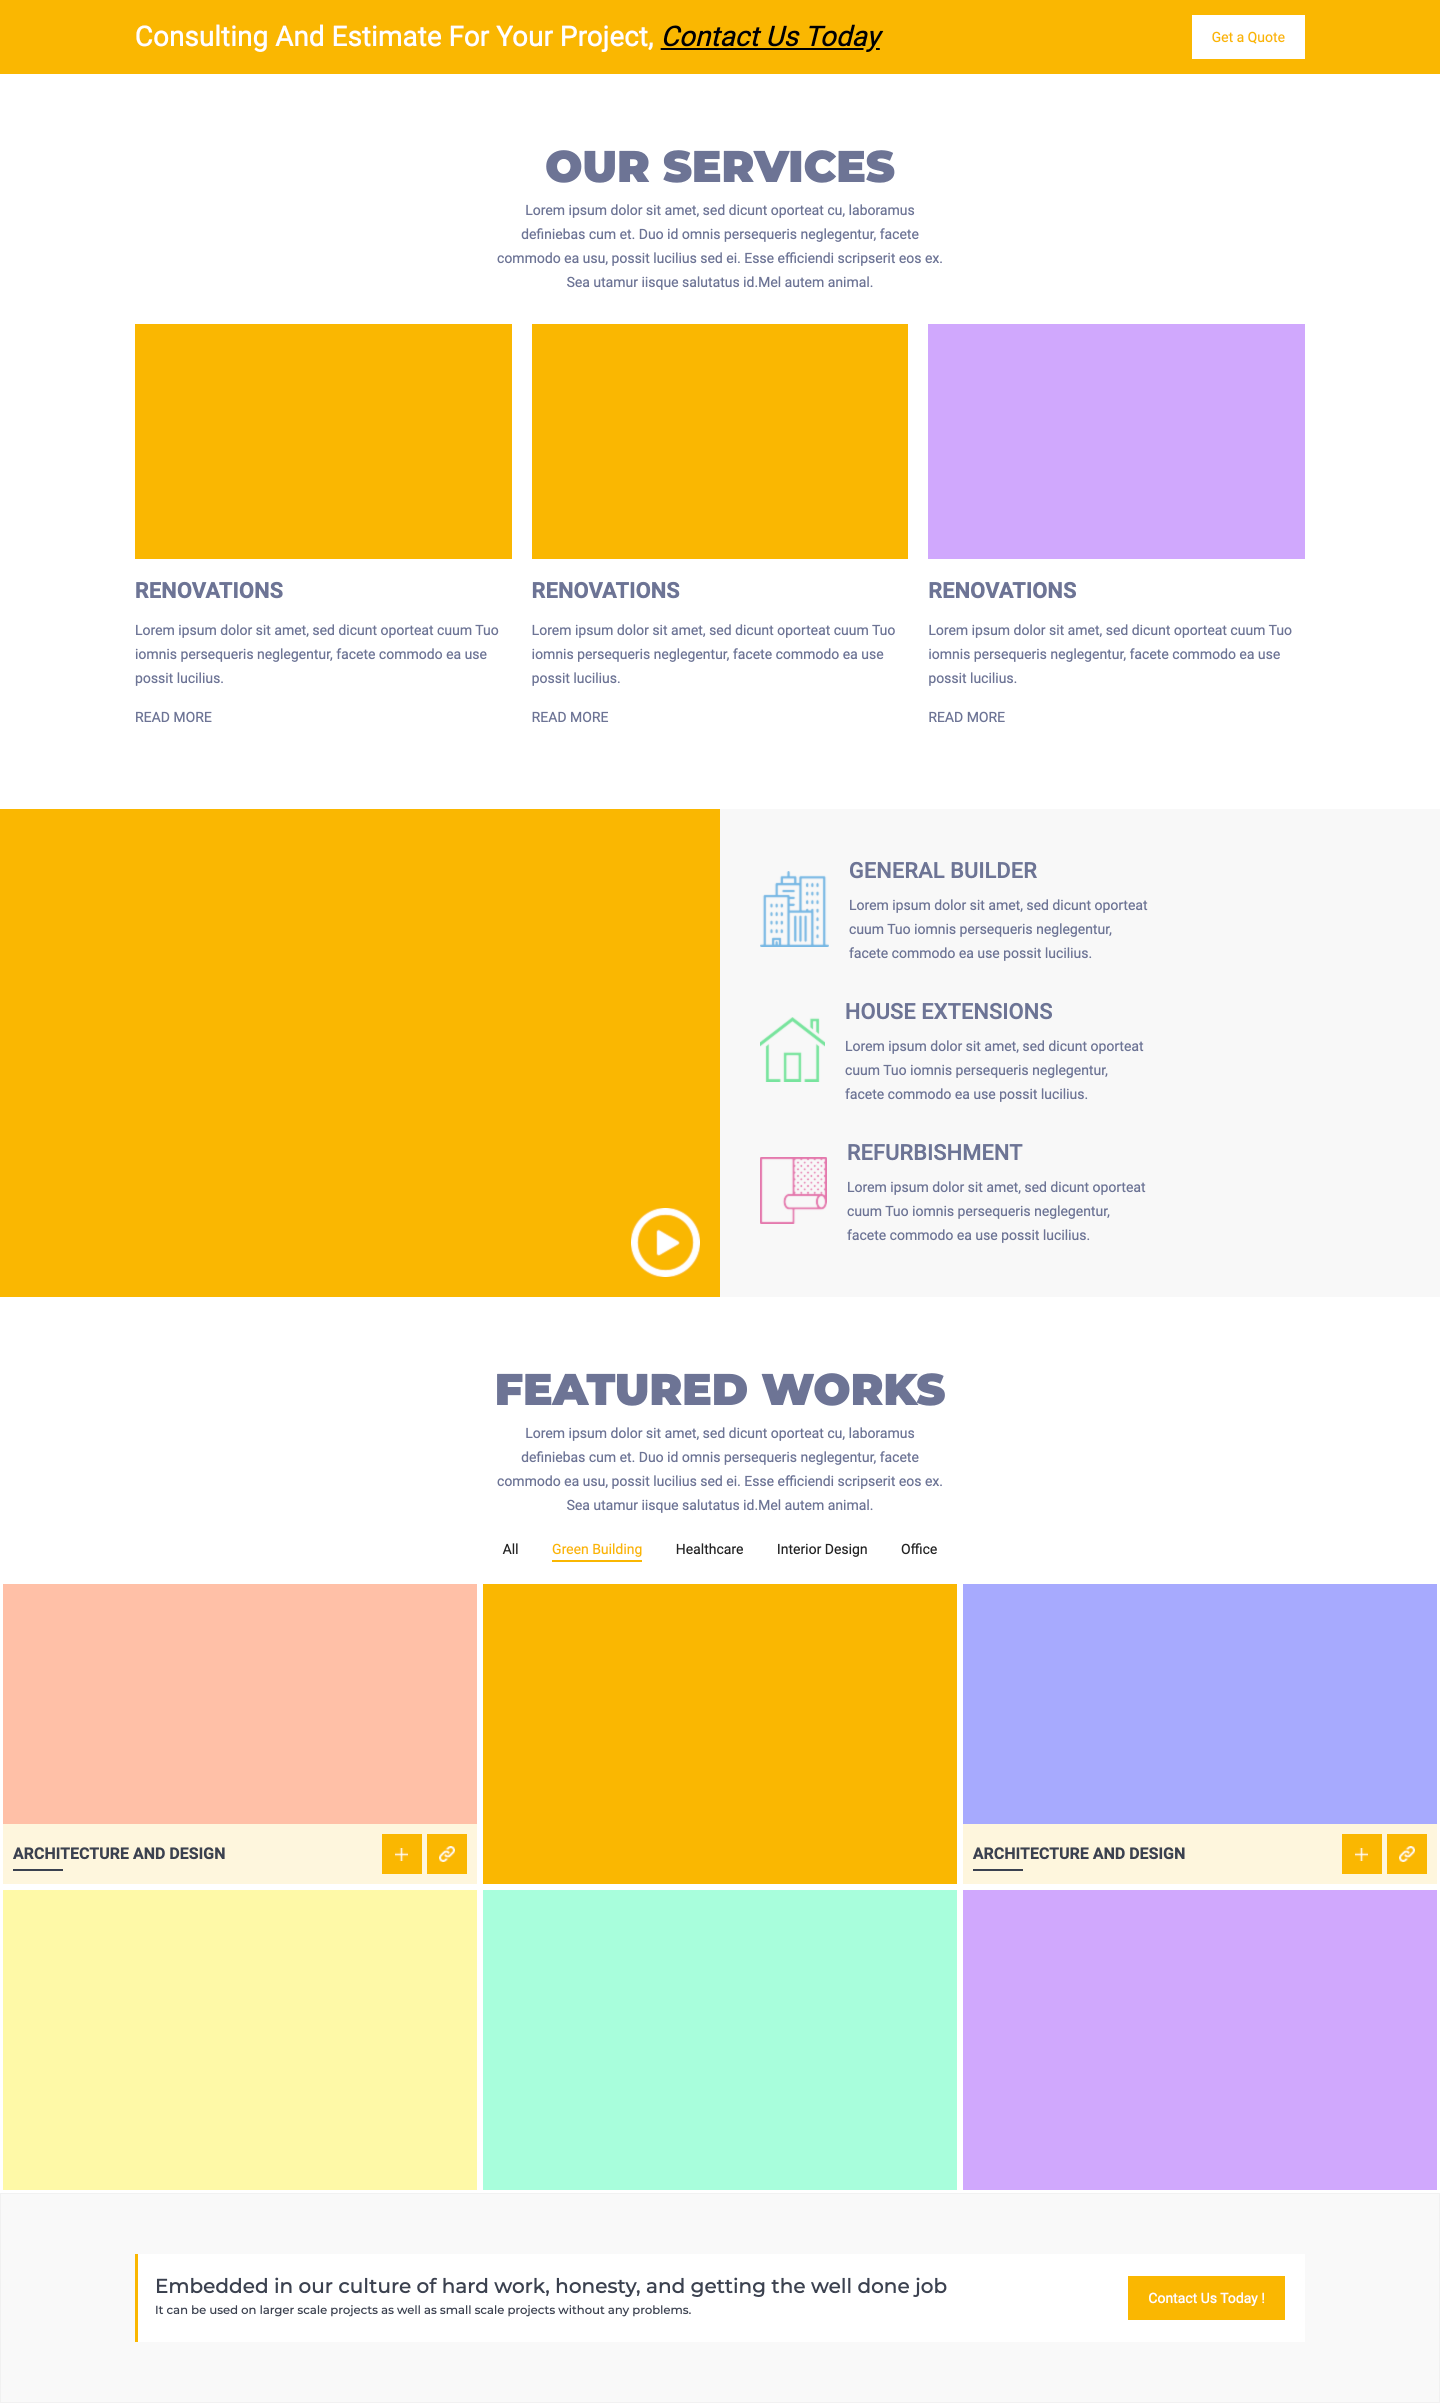 Consulting And Estimate For Your Project, Contact Us Today
Get a Quote
OUR SERVICES
Lorem ipsum dolor sit amet, sed dicunt oporteat cu, laboramus
definiebas cum et. Duo id omnis persequeris neglegentur, facete
commodo ea usu, possit lucilius sed ei. Esse efficiendi scripserit eos ex.
Sea utamur iisque salutatus id.Mel autem animal.
RENOVATIONS
Lorem ipsum dolor sit amet, sed dicunt oporteat cuum Tuo
iomnis persequeris neglegentur, facete commodo ea use
possit lucilius.
READ MORE
RENOVATIONS
Lorem ipsum dolor sit amet, sed dicunt oporteat cuum Tuo
iomnis persequeris neglegentur, facete commodo ea use
possit lucilius.
READ MORE
RENOVATIONS
Lorem ipsum dolor sit amet, sed dicunt oporteat cuum Tuo
iomnis persequeris neglegentur, facete commodo ea use
possit lucilius.
READ MORE
GENERAL BUILDER
Lorem ipsum dolor sit amet, sed dicunt oporteat
cuum Tuo iomnis persequeris neglegentur,
facete commodo ea use possit lucilius.
HOUSE EXTENSIONS
Lorem ipsum dolor sit amet, sed dicunt oporteat
cuum Tuo iomnis persequeris neglegentur,
facete commodo ea use possit lucilius.
REFURBISHMENT
Lorem ipsum dolor sit amet, sed dicunt oporteat
cuum Tuo iomnis persequeris neglegentur,
facete commodo ea use possit lucilius.
FEATURED WORKS
Lorem ipsum dolor sit amet, sed dicunt oporteat cu, laboramus
definiebas cum et. Duo id omnis persequeris neglegentur, facete
commodo ea usu, possit lucilius sed ei. Esse efficiendi scripserit eos ex.
Sea utamur iisque salutatus id.Mel autem animal.
All Green Building Healthcare Interior Design Office
ARCHITECTURE AND DESIGN
ARCHITECTURE AND DESIGN
Embedded in our culture of hard work, honesty, and getting the well done job
It can be used on larger scale projects as well as small scale projects without any problems.
Contact Us Today !